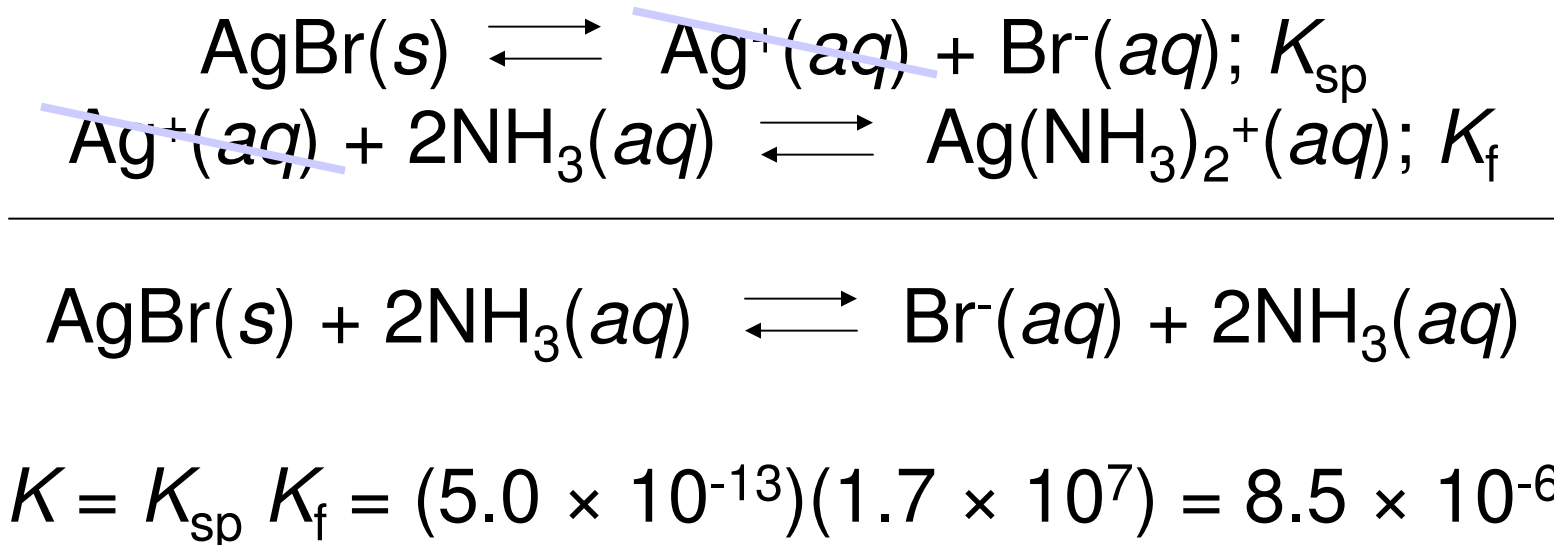 AgBr(s) ⇌ Ag⁺(aq) + Br⁻(aq); Ksp
Ag⁺(aq) + 2NH₃(aq) ⇌ Ag(NH₃)₂⁺(aq); Kf
AgBr(s) + 2NH₃(aq) ⇌ Br⁻(aq) + 2NH₃(aq)
K = Ksp Kf = (5.0 × 10⁻¹³)(1.7 × 10⁷) = 8.5 × 10⁻⁶